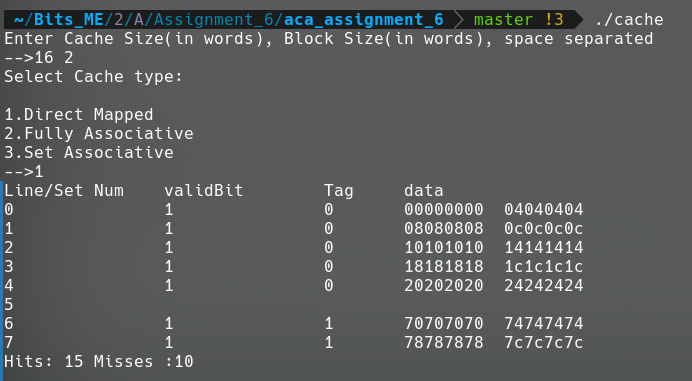 ~/Bits_ME/2/A/Assignment_6/aca_assignment_6 master !3 ./cache
Enter Cache Size(in words), Block Size(in words), space separated
-->16 2
Select Cache type:
1.Direct Mapped
2.Fully Associative
3.Set Associative
-->1
Line/Set Num validBit Tag data
0 1 0 00000000 04040404
1 1 0 08080808 0c0c0c0c
2 1 0 10101010 14141414
3 1 0 18181818 1c1c1c1c
4 1 0 20202020 24242424
5
6 1 1 70707070 74747474
7 1 1 78787878 7c7c7c7c
Hits: 15 Misses :10